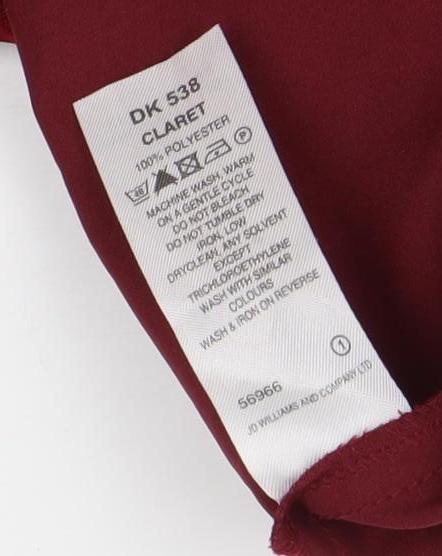 DK 538
CLARET
100% POLYESTER
40 P
MACHINE WASH, WARM
ON A GENTLE CYCLE
DO NOT BLEACH
DO NOT TUMBLE DRY
IRON, LOW
DRYCLEAN, ANY SOLVENT
EXCEPT
TRICHLOROETHYLENE
WASH WITH SIMILAR
COLOURS
WASH & IRON ON REVERSE
1
56966
JD WILLIAMS AND COMPANY LTD